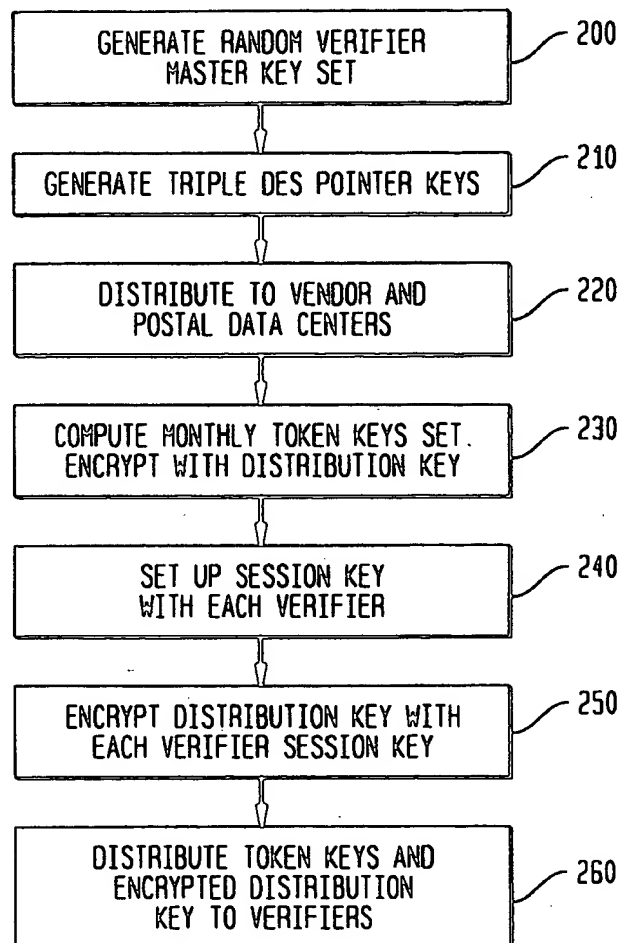 GENERATE RANDOM VERIFIER
MASTER KEY SET
200
GENERATE TRIPLE DES POINTER KEYS
210
DISTRIBUTE TO VENDOR AND
POSTAL DATA CENTERS
220
COMPUTE MONTHLY TOKEN KEYS SET.
ENCRYPT WITH DISTRIBUTION KEY
230
SET UP SESSION KEY
WITH EACH VERIFIER
240
ENCRYPT DISTRIBUTION KEY WITH
EACH VERIFIER SESSION KEY
250
DISTRIBUTE TOKEN KEYS AND
ENCRYPTED DISTRIBUTION
KEY TO VERIFIERS
260